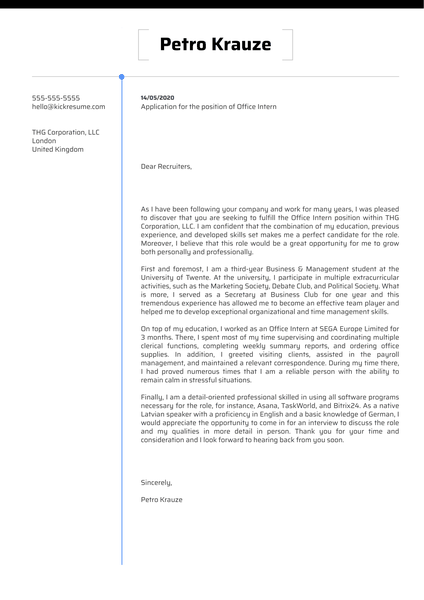 Petro Krauze
555-555-5555
hello@kickresume.com
THG Corporation, LLC
London
United Kingdom
14/05/2020
Application for the position of Office Intern
Dear Recruiters,
As I have been following your company and work for many years, I was pleased
to discover that you are seeking to fulfill the Office Intern position within THG
Corporation, LLC. I am confident that the combination of my education, previous
experience, and developed skills set makes me a perfect candidate for the role.
Moreover, I believe that this role would be a great opportunity for me to grow
both personally and professionally.
First and foremost, I am a third-year Business & Management student at the
University of Twente. At the university, I participate in multiple extracurricular
activities, such as the Marketing Society, Debate Club, and Political Society. What
is more, I served as a Secretary at Business Club for one year and this
tremendous experience has allowed me to become an effective team player and
helped me to develop exceptional organizational and time management skills.
On top of my education, I worked as an Office Intern at SEGA Europe Limited for
3 months. There, I spent most of my time supervising and coordinating multiple
clerical functions, completing weekly summary reports, and ordering office
supplies. In addition, I greeted visiting clients, assisted in the payroll
management, and maintained a relevant correspondence. During my time there,
I had proved numerous times that I am a reliable person with the ability to
remain calm in stressful situations.
Finally, I am a detail-oriented professional skilled in using all software programs
necessary for the role, for instance, Asana, TaskWorld, and Bitrix24. As a native
Latvian speaker with a proficiency in English and a basic knowledge of German, I
would appreciate the opportunity to come in for an interview to discuss the role
and my qualities in more detail in person. Thank you for your time and
consideration and I look forward to hearing back from you soon.
Sincerely,
Petro Krauze